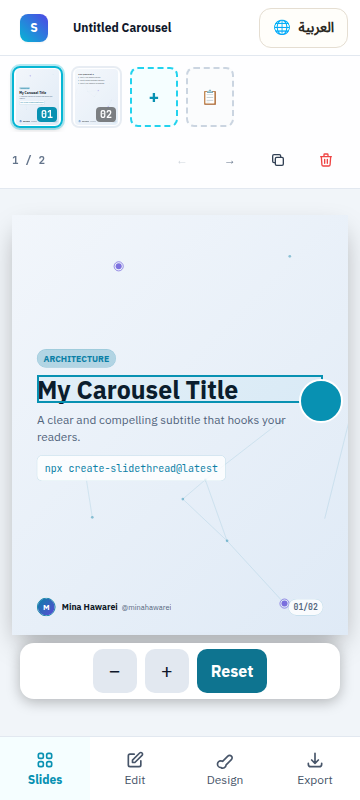 S
Untitled Carousel
العربية
01
02
+
1 / 2
← →
ARCHITECTURE
My Carousel Title
A clear and compelling subtitle that hooks your
readers.
npx create-slidethread@latest
M
Mina Hawarei @minahawarei
01/02
− + Reset
Slides
Edit
Design
Export